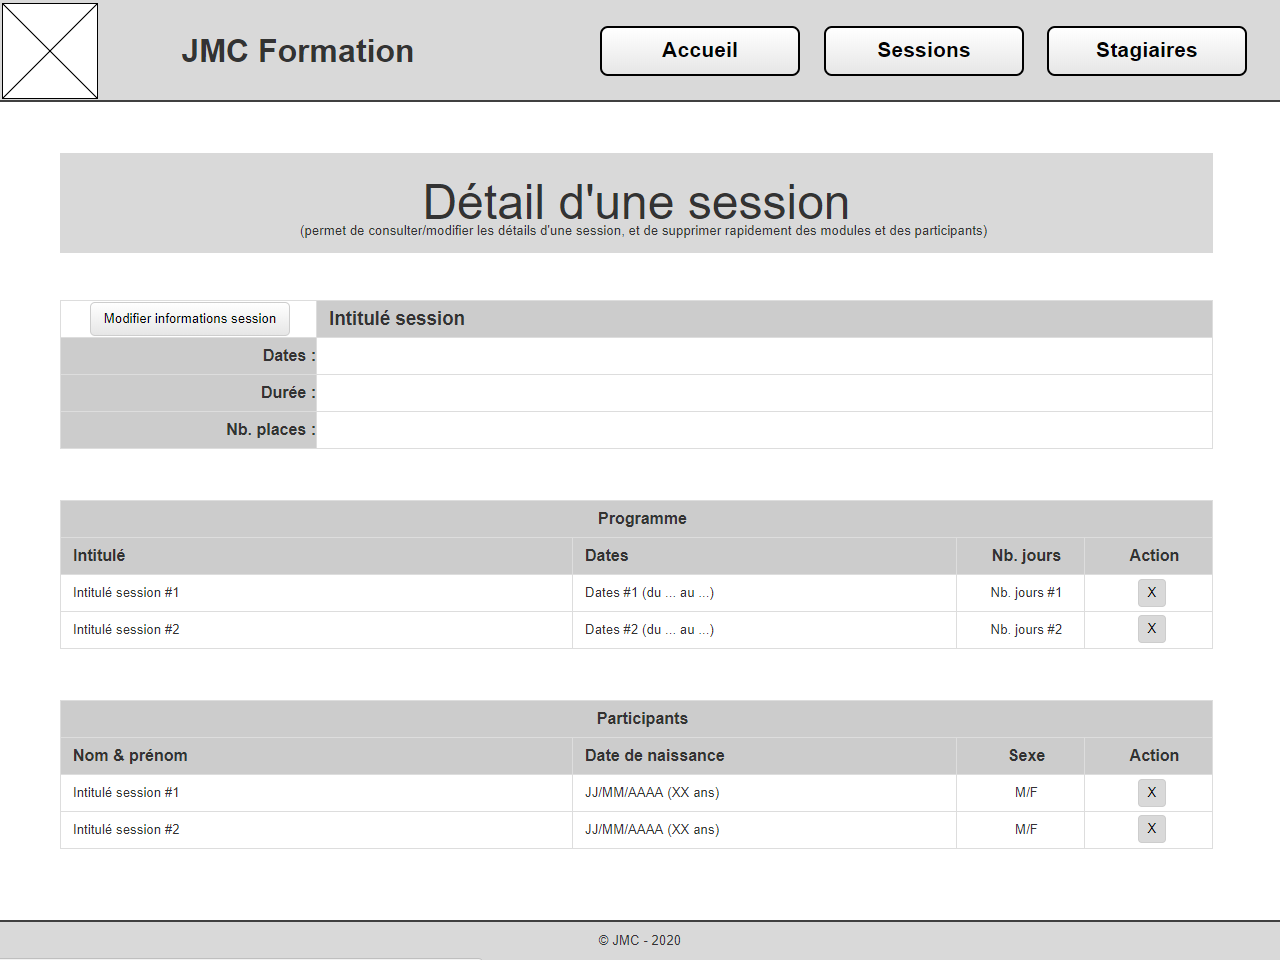 JMC Formation Accueil Sessions Stagiaires
Détail d'une session
(permet de consulter/modifier les détails d'une session, et de supprimer rapidement des modules et des participants)
Modifier informations session Intitulé session
Dates :
Durée :
Nb. places :
Programme
Intitulé Dates Nb. jours Action
Intitulé session #1 Dates #1 (du ... au ...) Nb. jours #1 X
Intitulé session #2 Dates #2 (du ... au ...) Nb. jours #2 X
Participants
Nom & prénom Date de naissance Sexe Action
Intitulé session #1 JJ/MM/AAAA (XX ans) M/F X
Intitulé session #2 JJ/MM/AAAA (XX ans) M/F X
© JMC - 2020